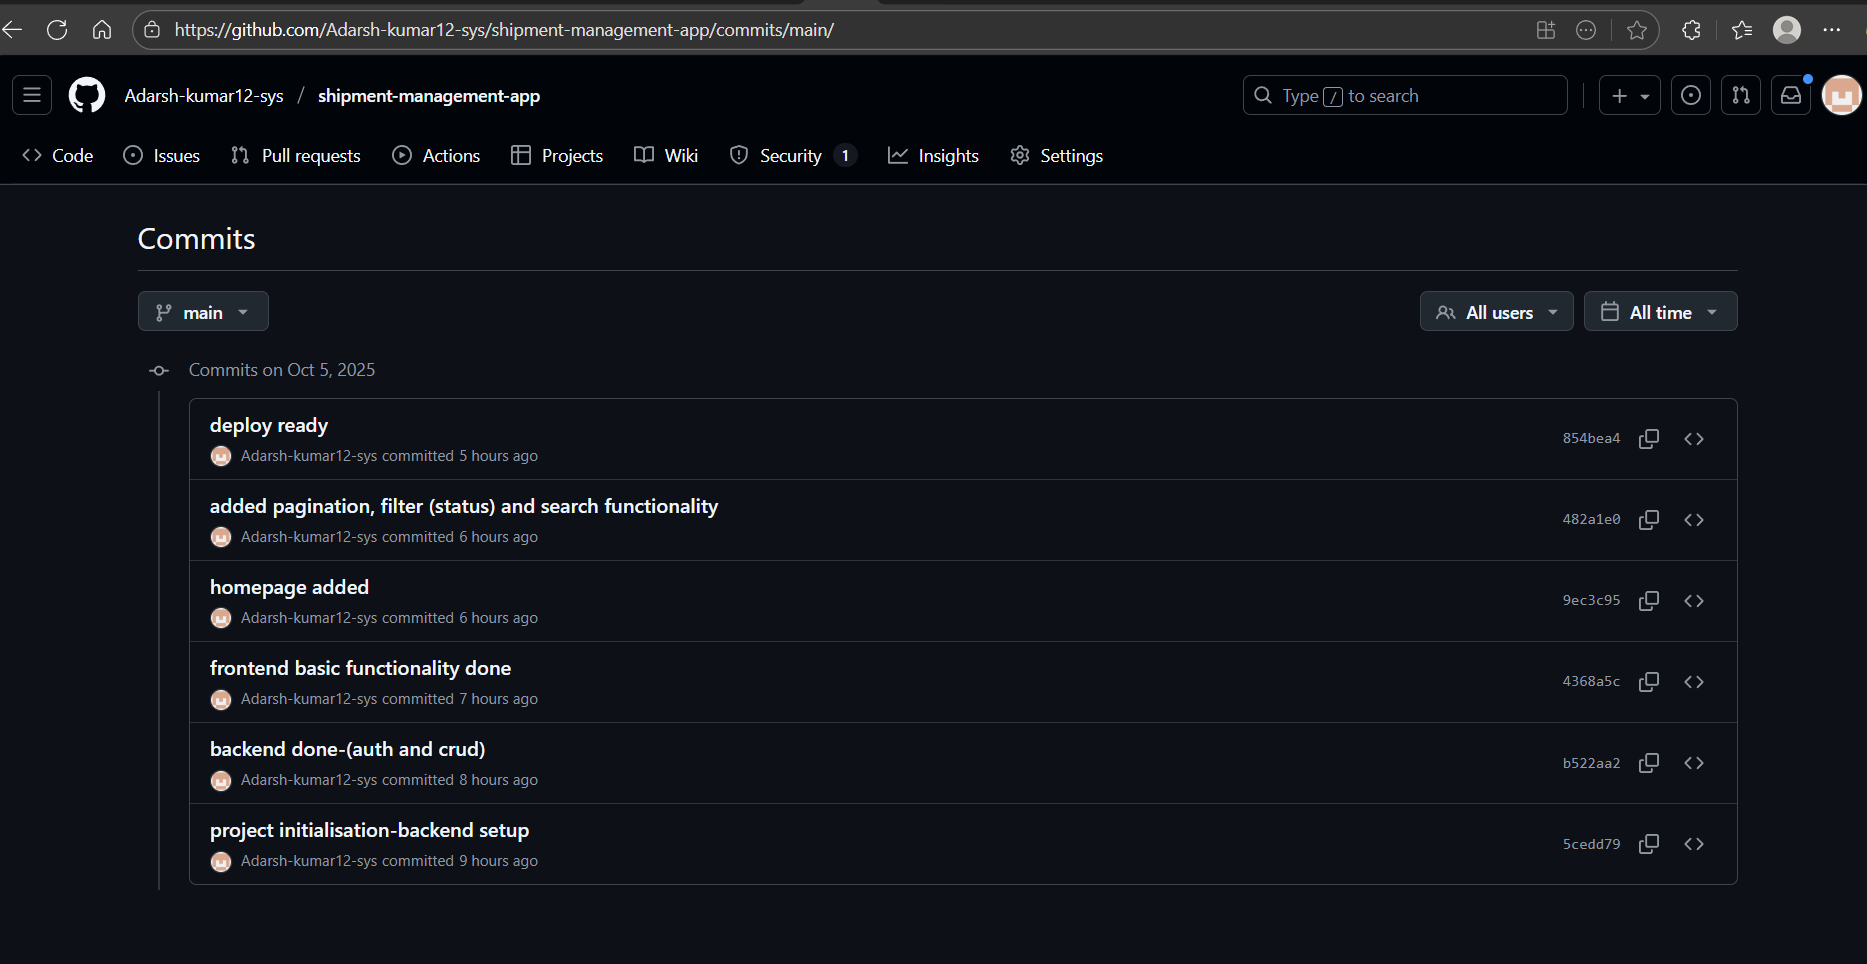 https://github.com/Adarsh-kumar12-sys/shipment-management-app/commits/main/
Adarsh-kumar12-sys / shipment-management-app
Type / to search
Code Issues Pull requests Actions Projects Wiki Security 1 Insights Settings
Commits
main All users All time
Commits on Oct 5, 2025
deploy ready
Adarsh-kumar12-sys committed 5 hours ago
854bea4
added pagination, filter (status) and search functionality
Adarsh-kumar12-sys committed 6 hours ago
482a1e0
homepage added
Adarsh-kumar12-sys committed 6 hours ago
9ec3c95
frontend basic functionality done
Adarsh-kumar12-sys committed 7 hours ago
4368a5c
backend done-(auth and crud)
Adarsh-kumar12-sys committed 8 hours ago
b522aa2
project initialisation-backend setup
Adarsh-kumar12-sys committed 9 hours ago
5cedd79